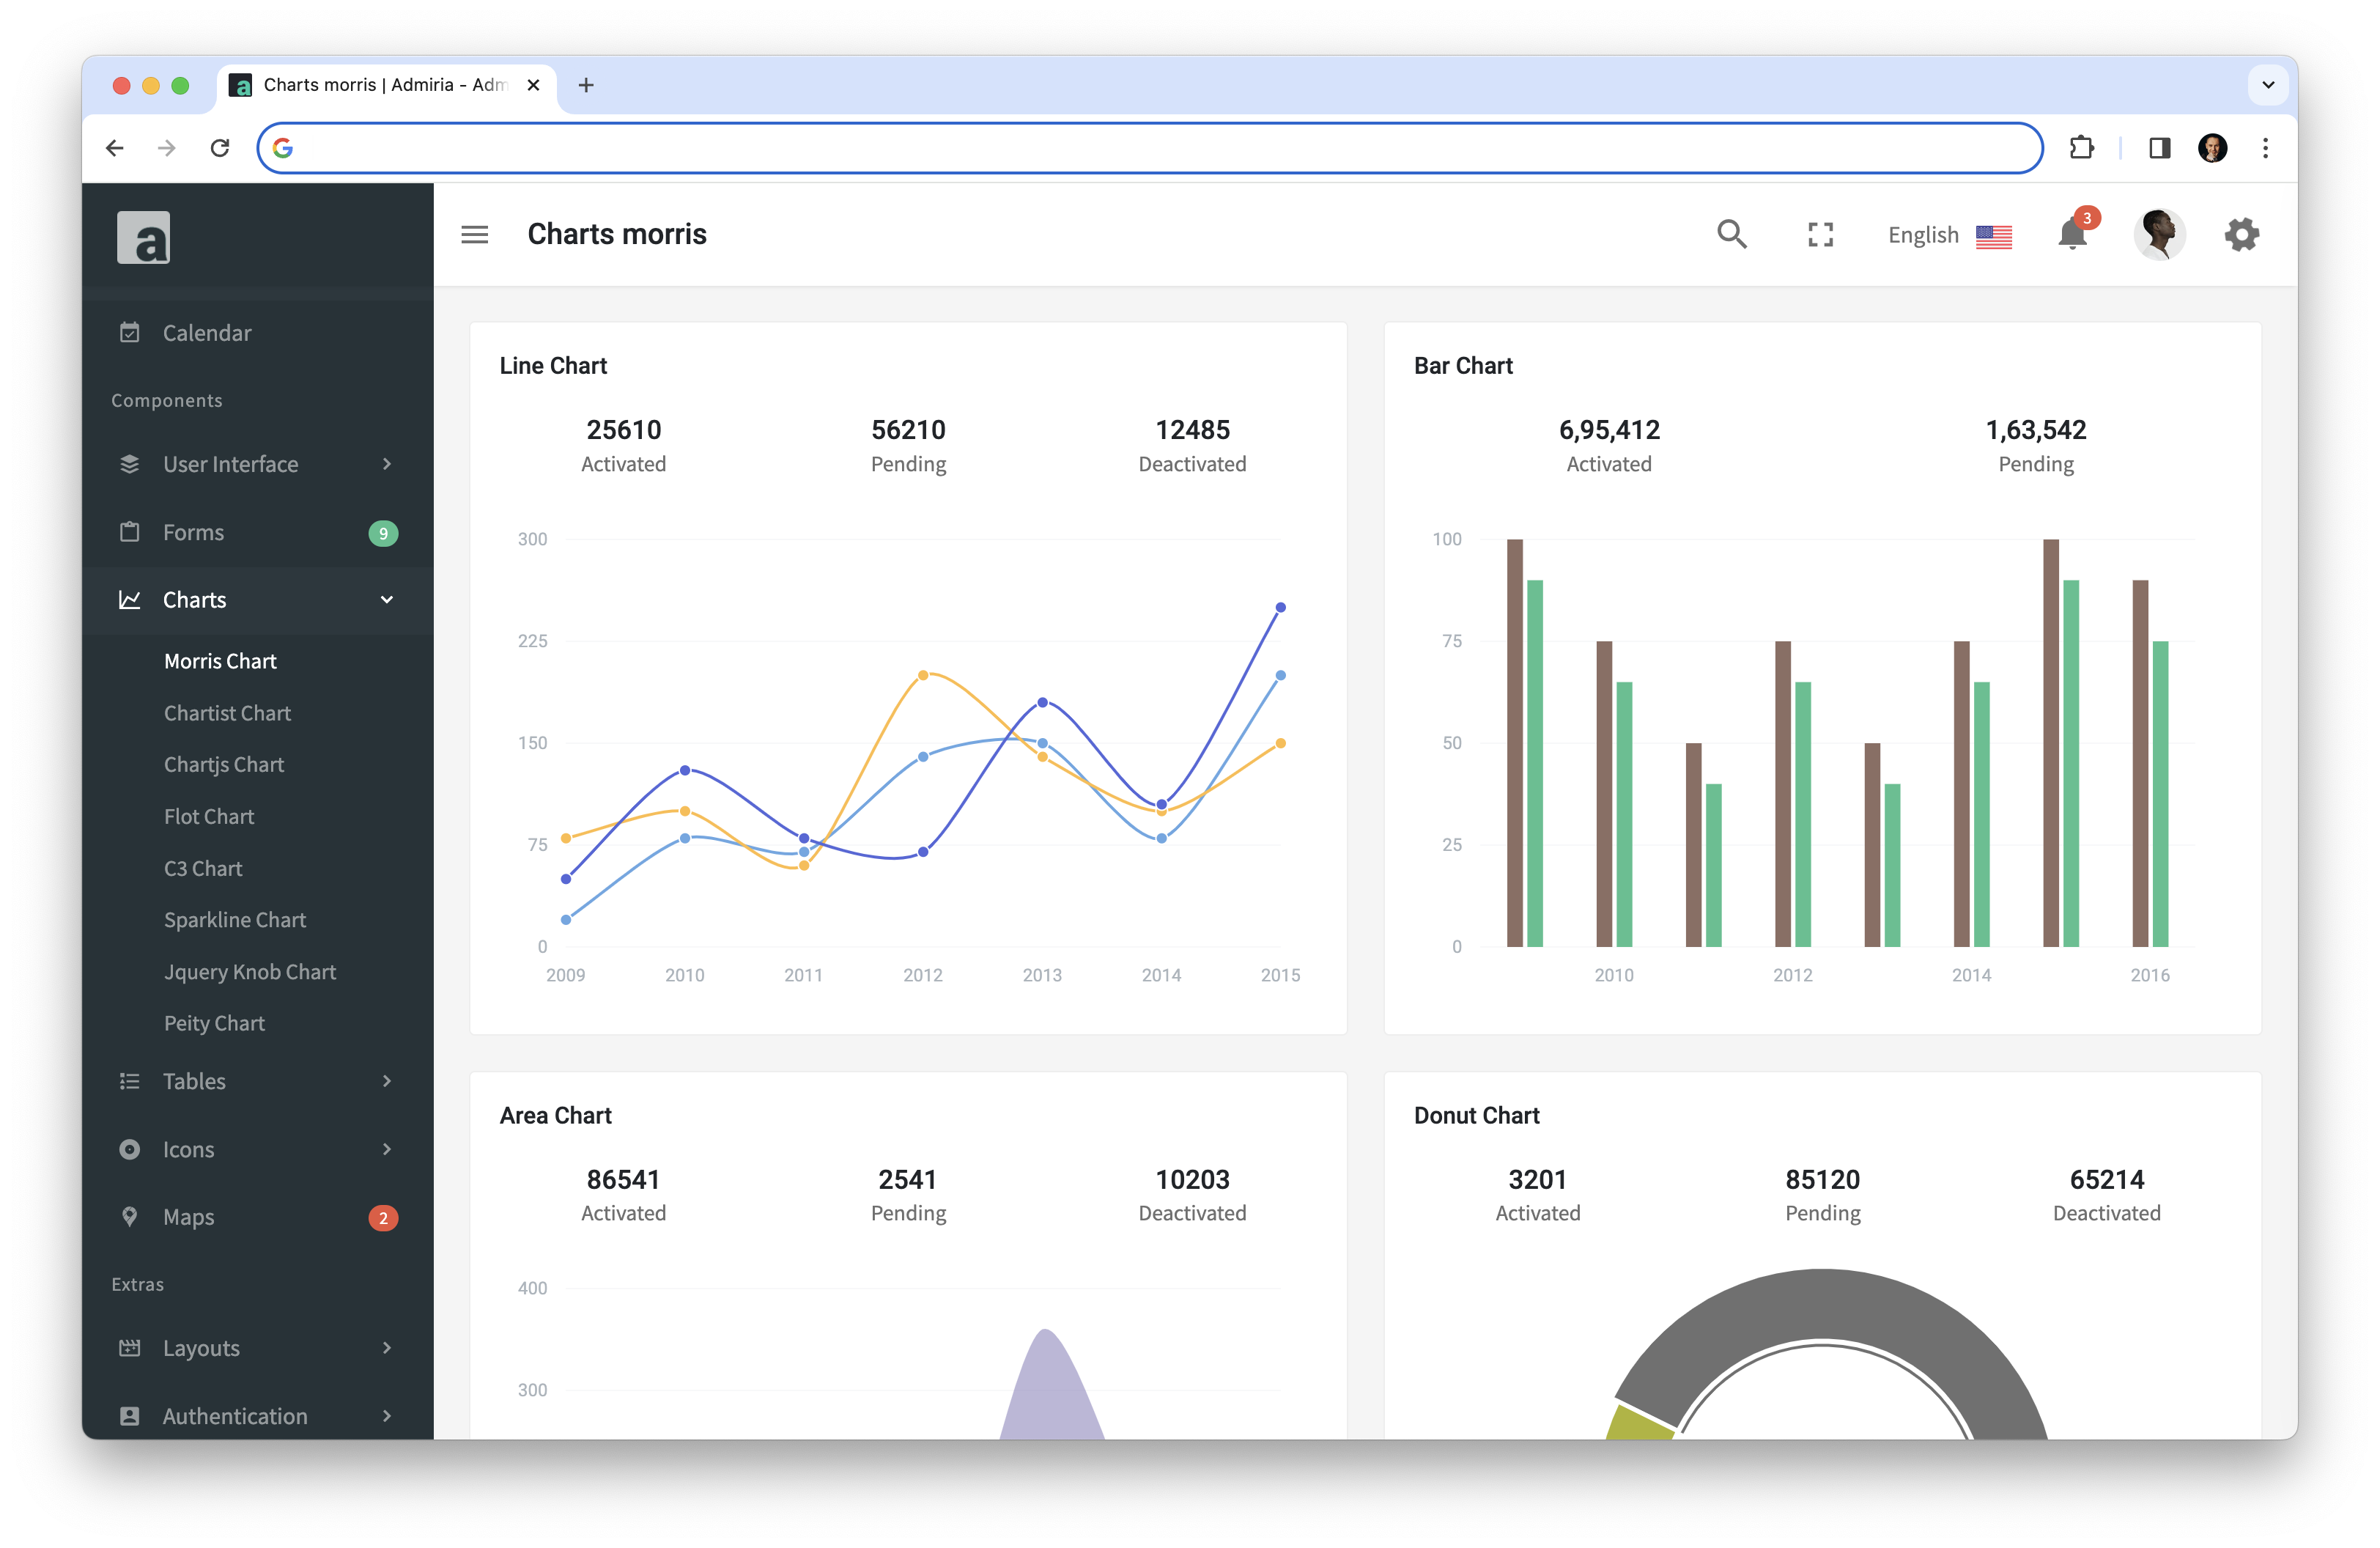 Charts morris | Admiria - Adm
a
Charts morris
English
3
Calendar
Components
User Interface
Forms
9
Charts
Morris Chart
Chartist Chart
Chartjs Chart
Flot Chart
C3 Chart
Sparkline Chart
Jquery Knob Chart
Peity Chart
Tables
Icons
Maps
2
Extras
Layouts
Authentication
Line Chart
25610 56210 12485
Activated Pending Deactivated
300
225
150
75
0
2009 2010 2011 2012 2013 2014 2015
Bar Chart
6,95,412 1,63,542
Activated Pending
100
75
50
25
0
2010 2012 2014 2016
Area Chart
86541 2541 10203
Activated Pending Deactivated
400
300
Donut Chart
3201 85120 65214
Activated Pending Deactivated